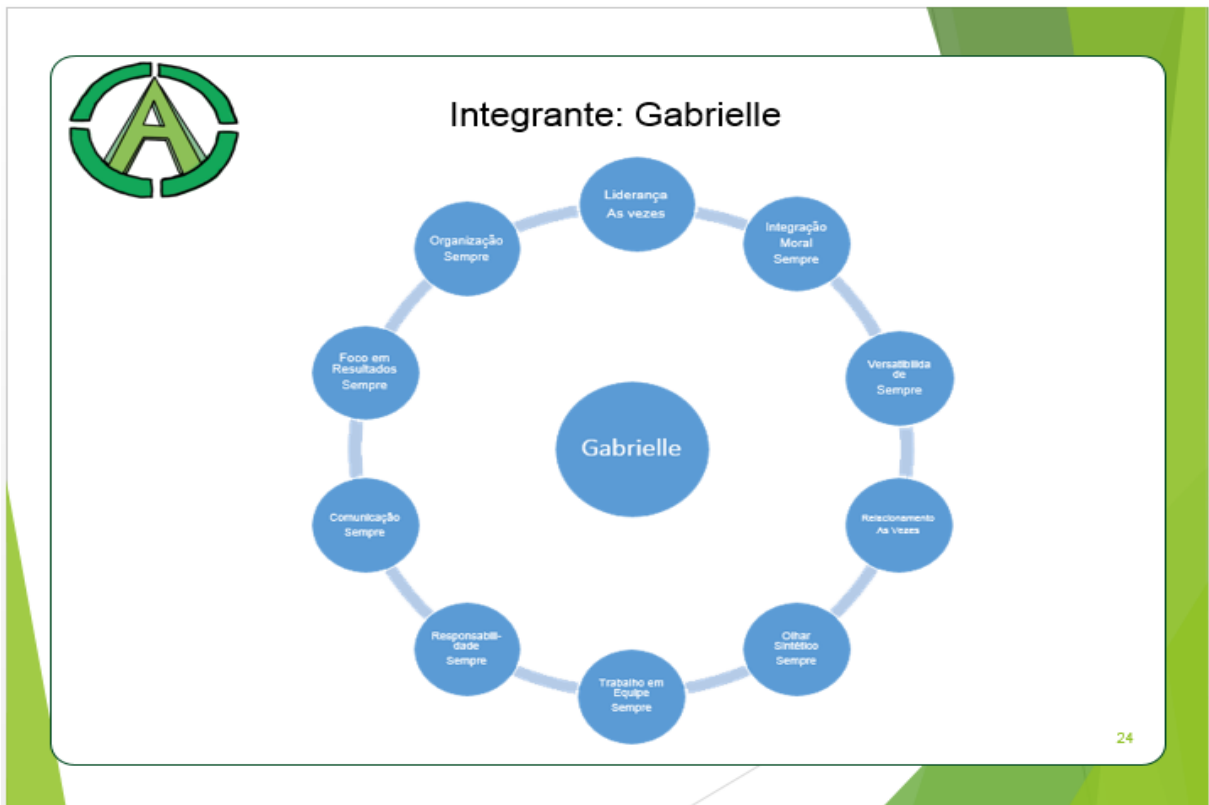 A
Integrante: Gabrielle
Liderança
As vezes
Integração
Moral
Sempre
Versatibilida
de
Sempre
Relacionamento
As Vezes
Olhar
Sintético
Sempre
Trabalho em
Equipe
Sempre
Responsabili-
dade
Sempre
Comunicação
Sempre
Foco em
Resultados
Sempre
Organização
Sempre
Gabrielle
24